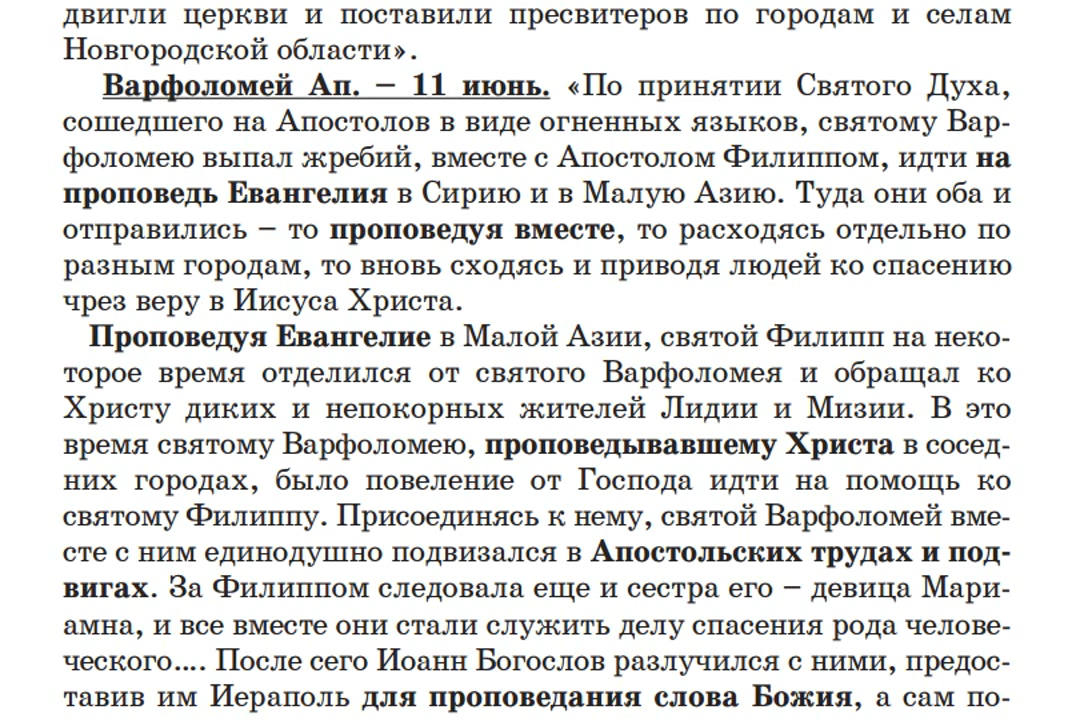 двигли церкви и поставили пресвитеров по городам и селам
Новгородской области».
Варфоломей Ап. – 11 июнь. «По принятии Святого Духа,
сошедшего на Апостолов в виде огненных языков, святому Вар-
фоломею выпал жребий, вместе с Апостолом Филиппом, идти на
проповедь Евангелия в Сирию и в Малую Азию. Туда они оба и
отправились – то проповедуя вместе, то расходясь отдельно по
разным городам, то вновь сходясь и приводя людей ко спасению
чрез веру в Иисуса Христа.
Проповедуя Евангелие в Малой Азии, святой Филипп на неко-
торое время отделился от святого Варфоломея и обращал ко
Христу диких и непокорных жителей Лидии и Мизии. В это
время святому Варфоломею, проповедывавшему Христа в сосед-
них городах, было повеление от Господа идти на помощь ко
святому Филиппу. Присоединясь к нему, святой Варфоломей вме-
сте с ним единодушно подвизался в Апостольских трудах и под-
вигах. За Филиппом следовала еще и сестра его – девица Мари-
амна, и все вместе они стали служить делу спасения рода челове-
ческого.... После сего Иоанн Богослов разлучился с ними, предос-
тавив им Иераполь для проповедания слова Божия, а сам по-